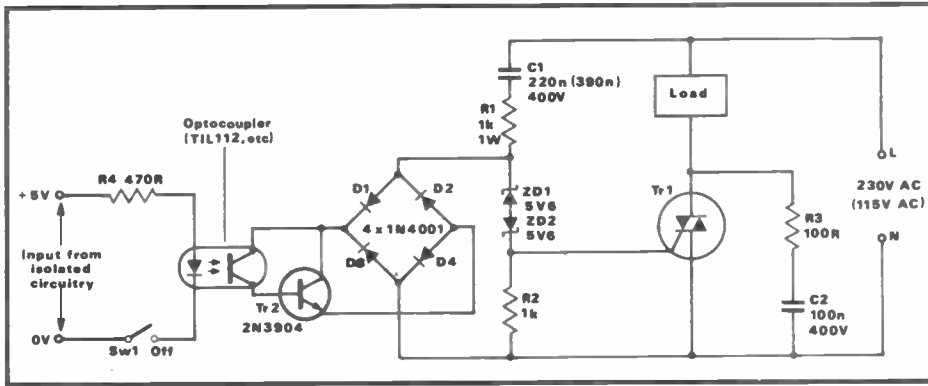 Optocoupler
(TIL112,etc)
R4 470R
+5V
Input from
isolated
circuitry
0V
Sw1 Off
Tr2
2N3904
D1
D2
4 x 1N4001
D3
D4
C1
220n (390n)
400V
R1
1k
1W
ZD1
5V6
ZD2
5V6
R2
1k
Load
Tr1
R3
100R
C2
100n
400V
L
230V AC
(115V AC)
N